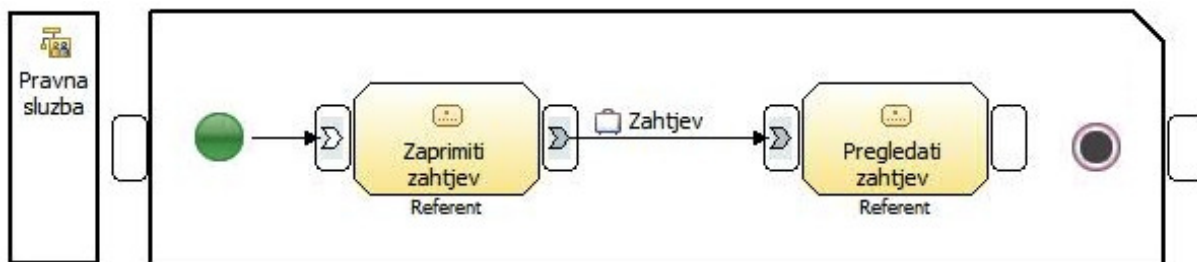 Pravna
sluzba
Zaprimiti
zahtjev
Referent
Zahtjev
Pregledati
zahtjev
Referent